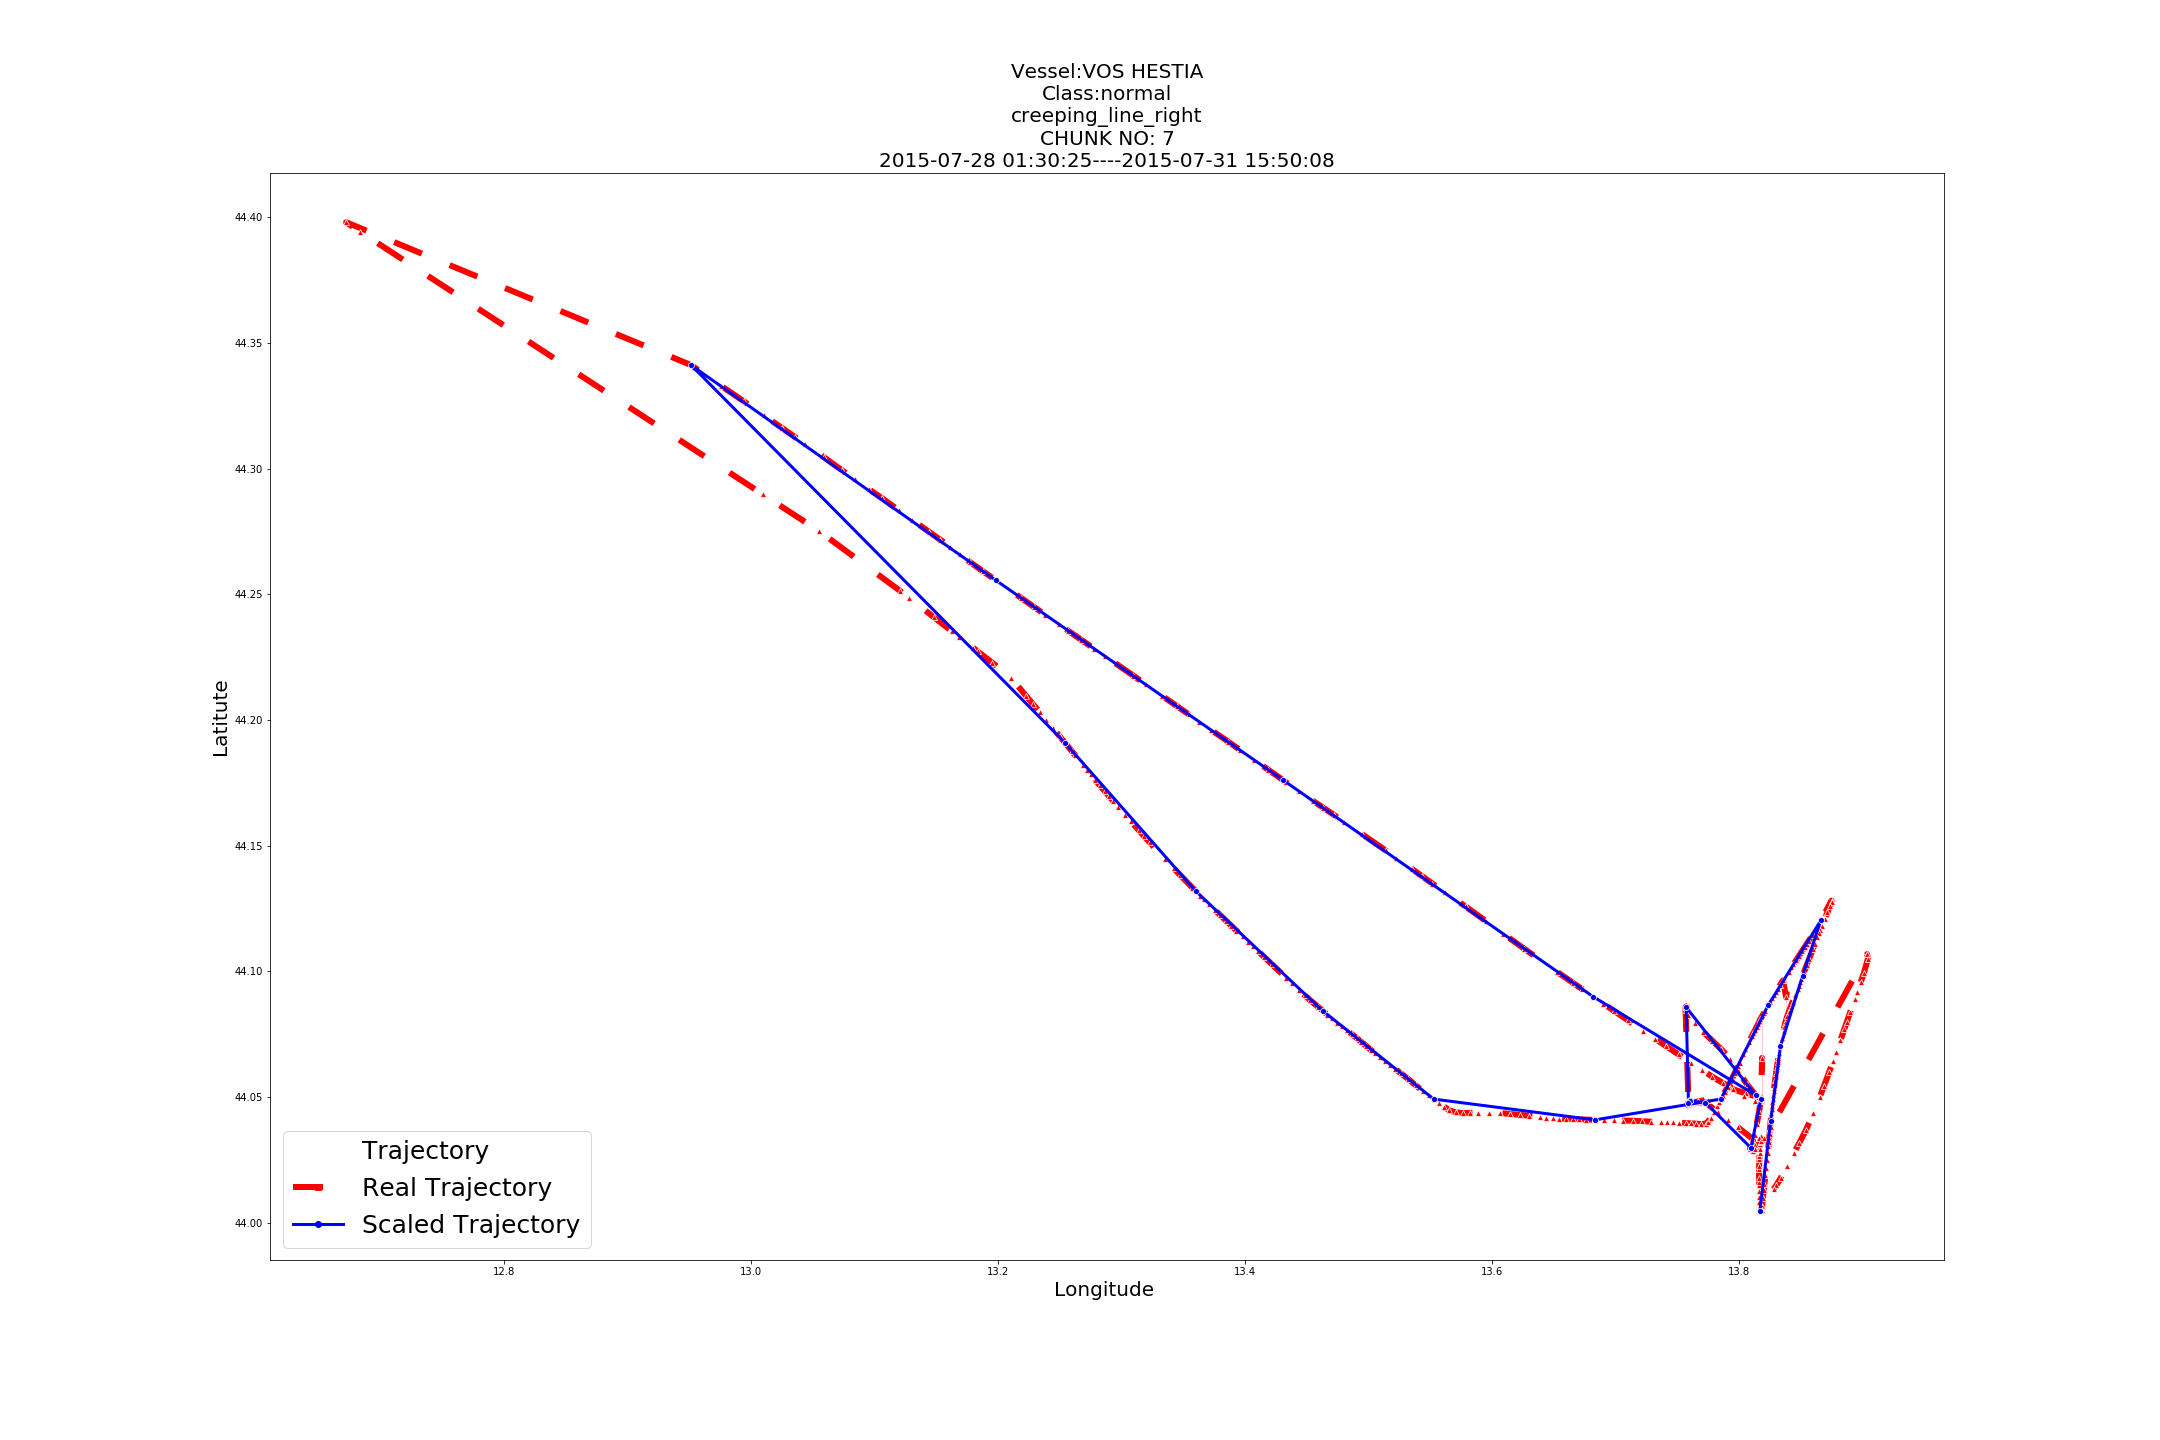 Vessel:VOS HESTIA
Class:normal
creeping_line_right
CHUNK NO: 7
2015-07-28 01:30:25----2015-07-31 15:50:08
44.40
44.35
44.30
44.25
44.20
44.15
44.10
44.05
44.00
Latitute
Trajectory
Real Trajectory
Scaled Trajectory
12.8
13.0
13.2
13.4
13.6
13.8
Longitude